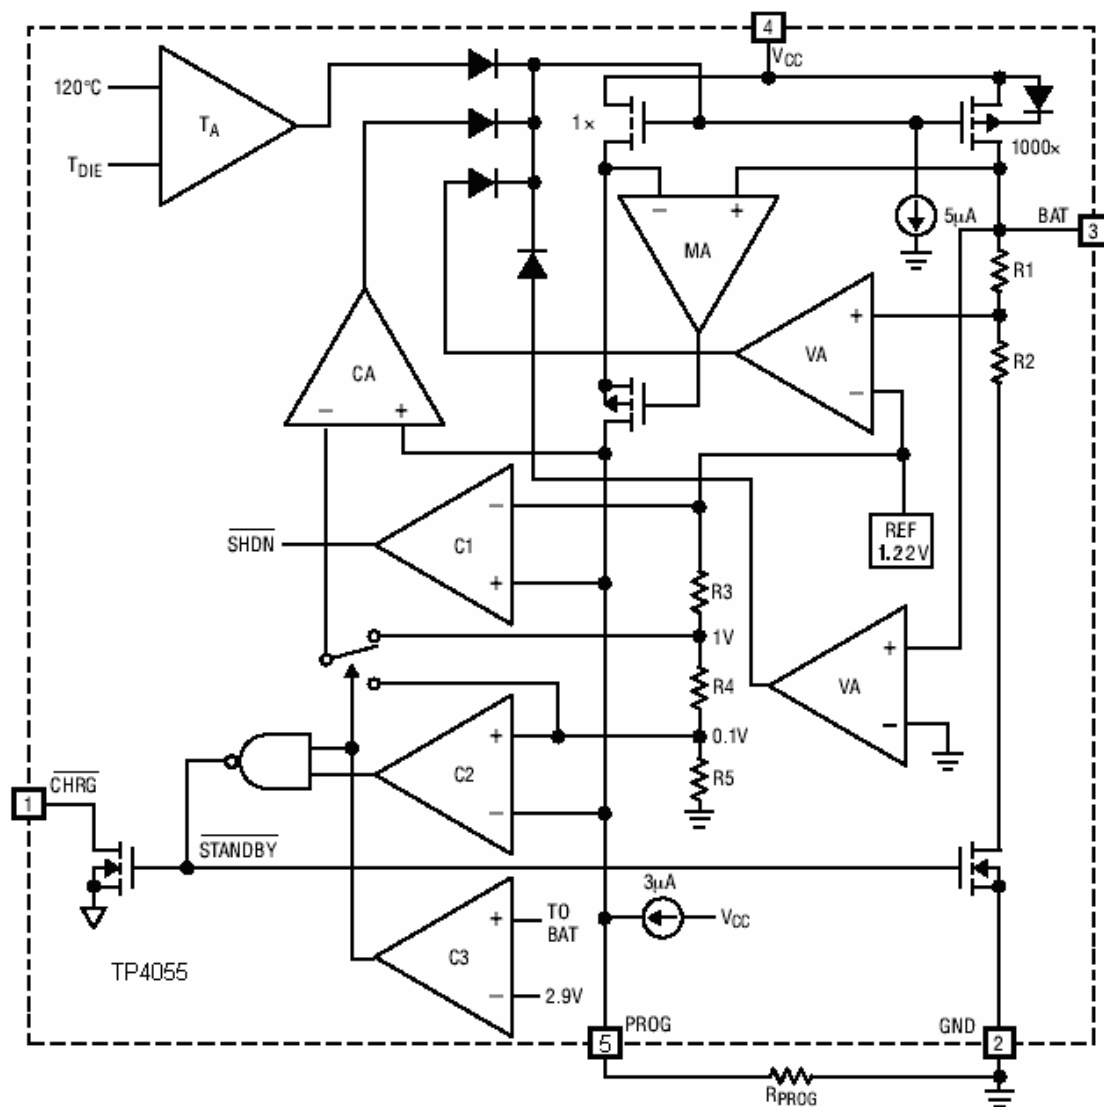 4
VCC
120°C
TA
TDIE
1×
1000×
5μA
BAT
3
−
+
MA
R1
+
VA
−
R2
CA
−
+
REF
1.22V
SHDN
−
C1
+
R3
1V
+
VA
−
R4
0.1V
+
C2
−
R5
CHRG
1
STANDBY
3μA
VCC
+
TO
BAT
C3
−
2.9V
TP4055
PROG
5
GND
2
RPROG